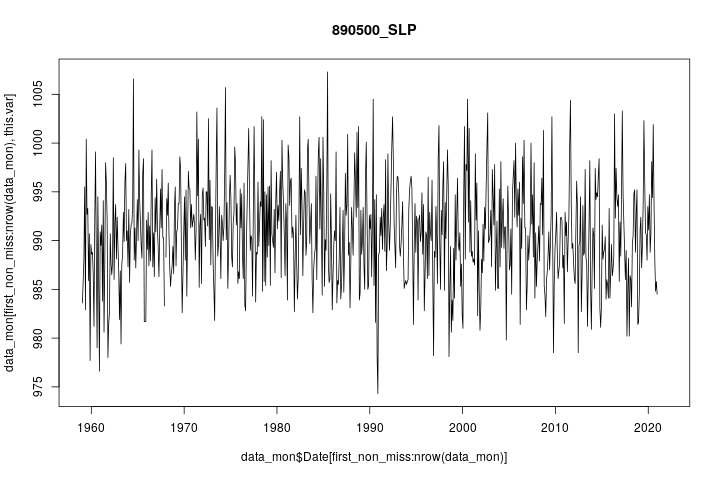 890500_SLP
data_mon[first_non_miss:nrow(data_mon), this.var]
1005
1000
995
990
985
980
975
1960 1970 1980 1990 2000 2010 2020
data_mon$Date[first_non_miss:nrow(data_mon)]